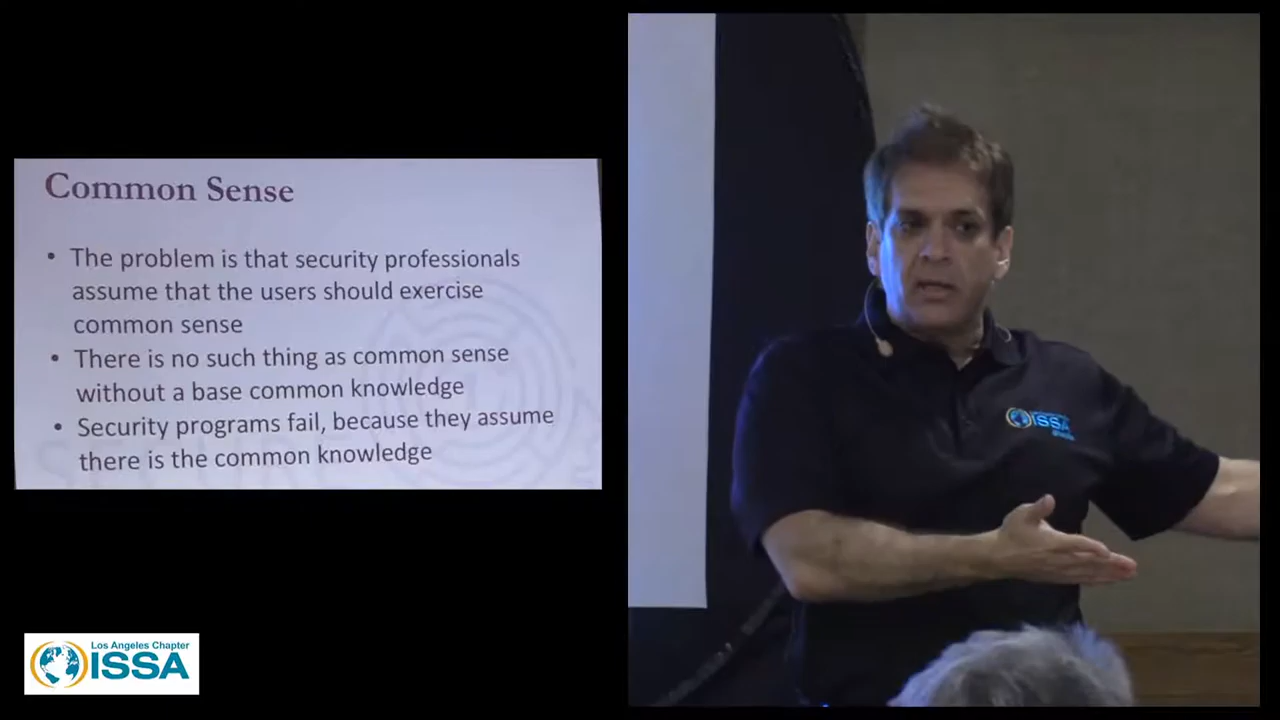 Common Sense
• The problem is that security professionals
assume that the users should exercise
common sense
• There is no such thing as common sense
without a base common knowledge
• Security programs fail, because they assume
there is the common knowledge
Los Angeles Chapter
ISSA
ISSA